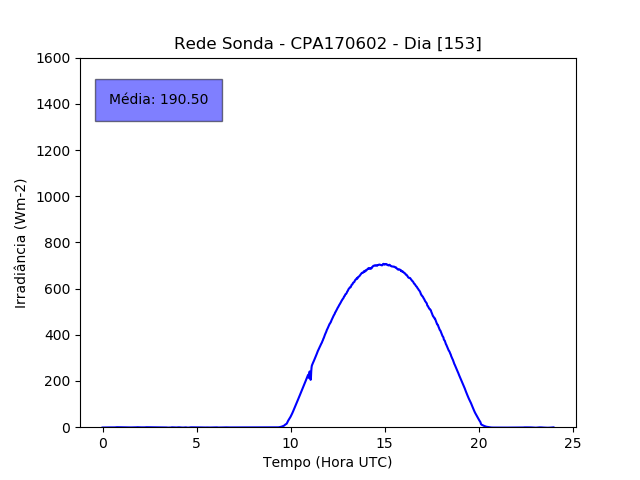 Rede Sonda - CPA170602 - Dia [153]
1600
1400
1200
1000
800
600
400
200
0
Média: 190.50
Irradiância (Wm-2)
0 5 10 15 20 25
Tempo (Hora UTC)